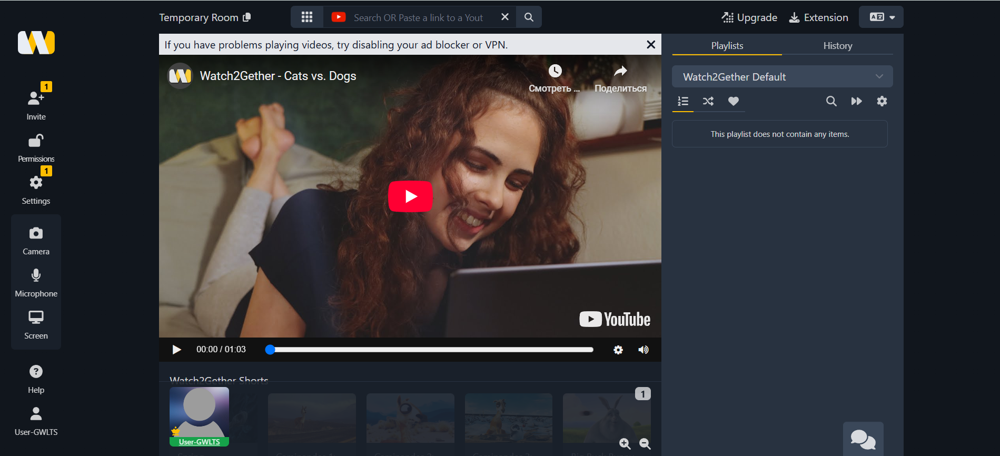 Temporary Room
Search OR Paste a link to a Yout
Upgrade
Extension
If you have problems playing videos, try disabling your ad blocker or VPN.
Watch2Gether - Cats vs. Dogs
Смотреть ...
Поделиться
YouTube
00:00 / 01:03
Watch2Gether Shorts
1
User-GWLTS
1
Invite
Permissions
1
Settings
Camera
Microphone
Screen
Help
User-GWLTS
Playlists
History
Watch2Gether Default
This playlist does not contain any items.